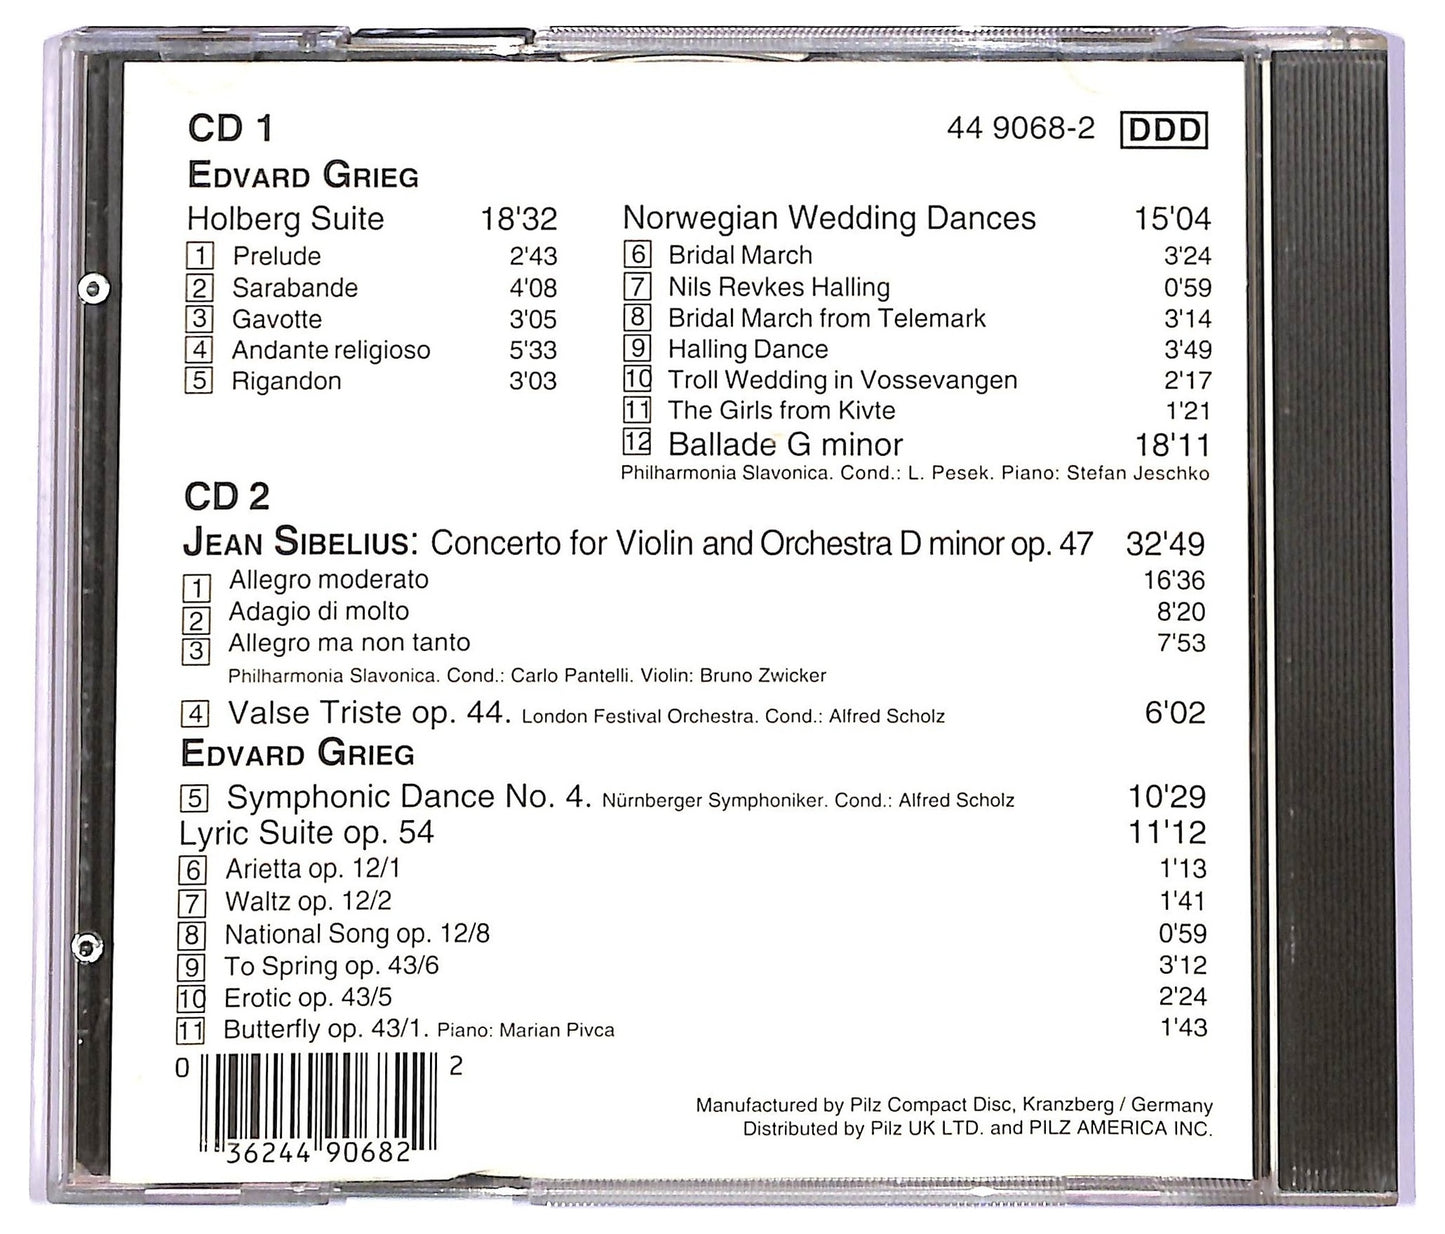 CD 1
44 9068-2 DDD
EDVARD GRIEG
Holberg Suite 18'32
1 Prelude 2'43
2 Sarabande 4'08
3 Gavotte 3'05
4 Andante religioso 5'33
5 Rigandon 3'03
Norwegian Wedding Dances 15'04
6 Bridal March 3'24
7 Nils Revkes Halling 0'59
8 Bridal March from Telemark 3'14
9 Halling Dance 3'49
10 Troll Wedding in Vossevangen 2'17
11 The Girls from Kivte 1'21
12 Ballade G minor 18'11
Philharmonia Slavonica. Cond.: L. Pesek. Piano: Stefan Jeschko
CD 2
JEAN SIBELIUS: Concerto for Violin and Orchestra D minor op. 47 32'49
1 Allegro moderato 16'36
2 Adagio di molto 8'20
3 Allegro ma non tanto 7'53
Philharmonia Slavonica. Cond.: Carlo Pantelli. Violin: Bruno Zwicker
4 Valse Triste op. 44. London Festival Orchestra. Cond.: Alfred Scholz 6'02
EDVARD GRIEG
5 Symphonic Dance No. 4. Nürnberger Symphoniker. Cond.: Alfred Scholz 10'29
Lyric Suite op. 54 11'12
6 Arietta op. 12/1 1'13
7 Waltz op. 12/2 1'41
8 National Song op. 12/8 0'59
9 To Spring op. 43/6 3'12
10 Erotic op. 43/5 2'24
11 Butterfly op. 43/1. Piano: Marian Pivca 1'43
0 36244 90682 2
Manufactured by Pilz Compact Disc, Kranzberg / Germany
Distributed by Pilz UK LTD. and PILZ AMERICA INC.